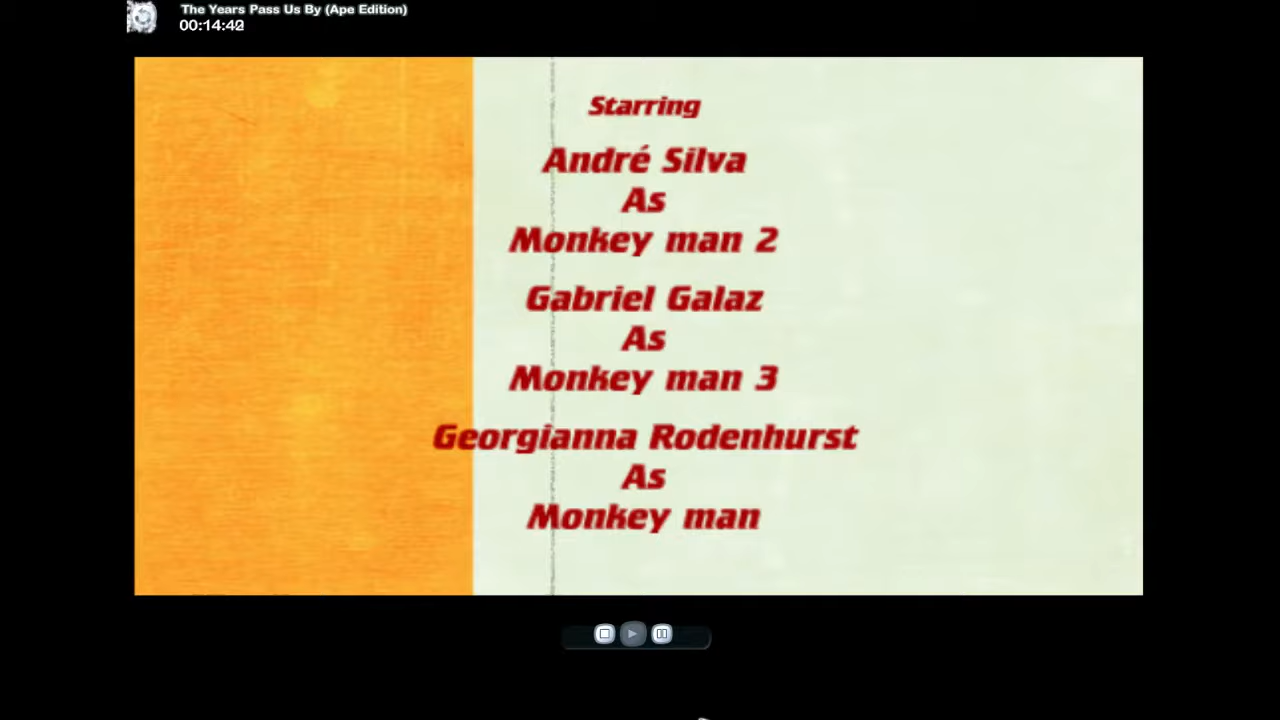 The Years Pass Us By (Ape Edition)
00:14:42
Starring
André Silva
As
Monkey man 2
Gabriel Galaz
As
Monkey man 3
Georgianna Rodenhurst
As
Monkey man